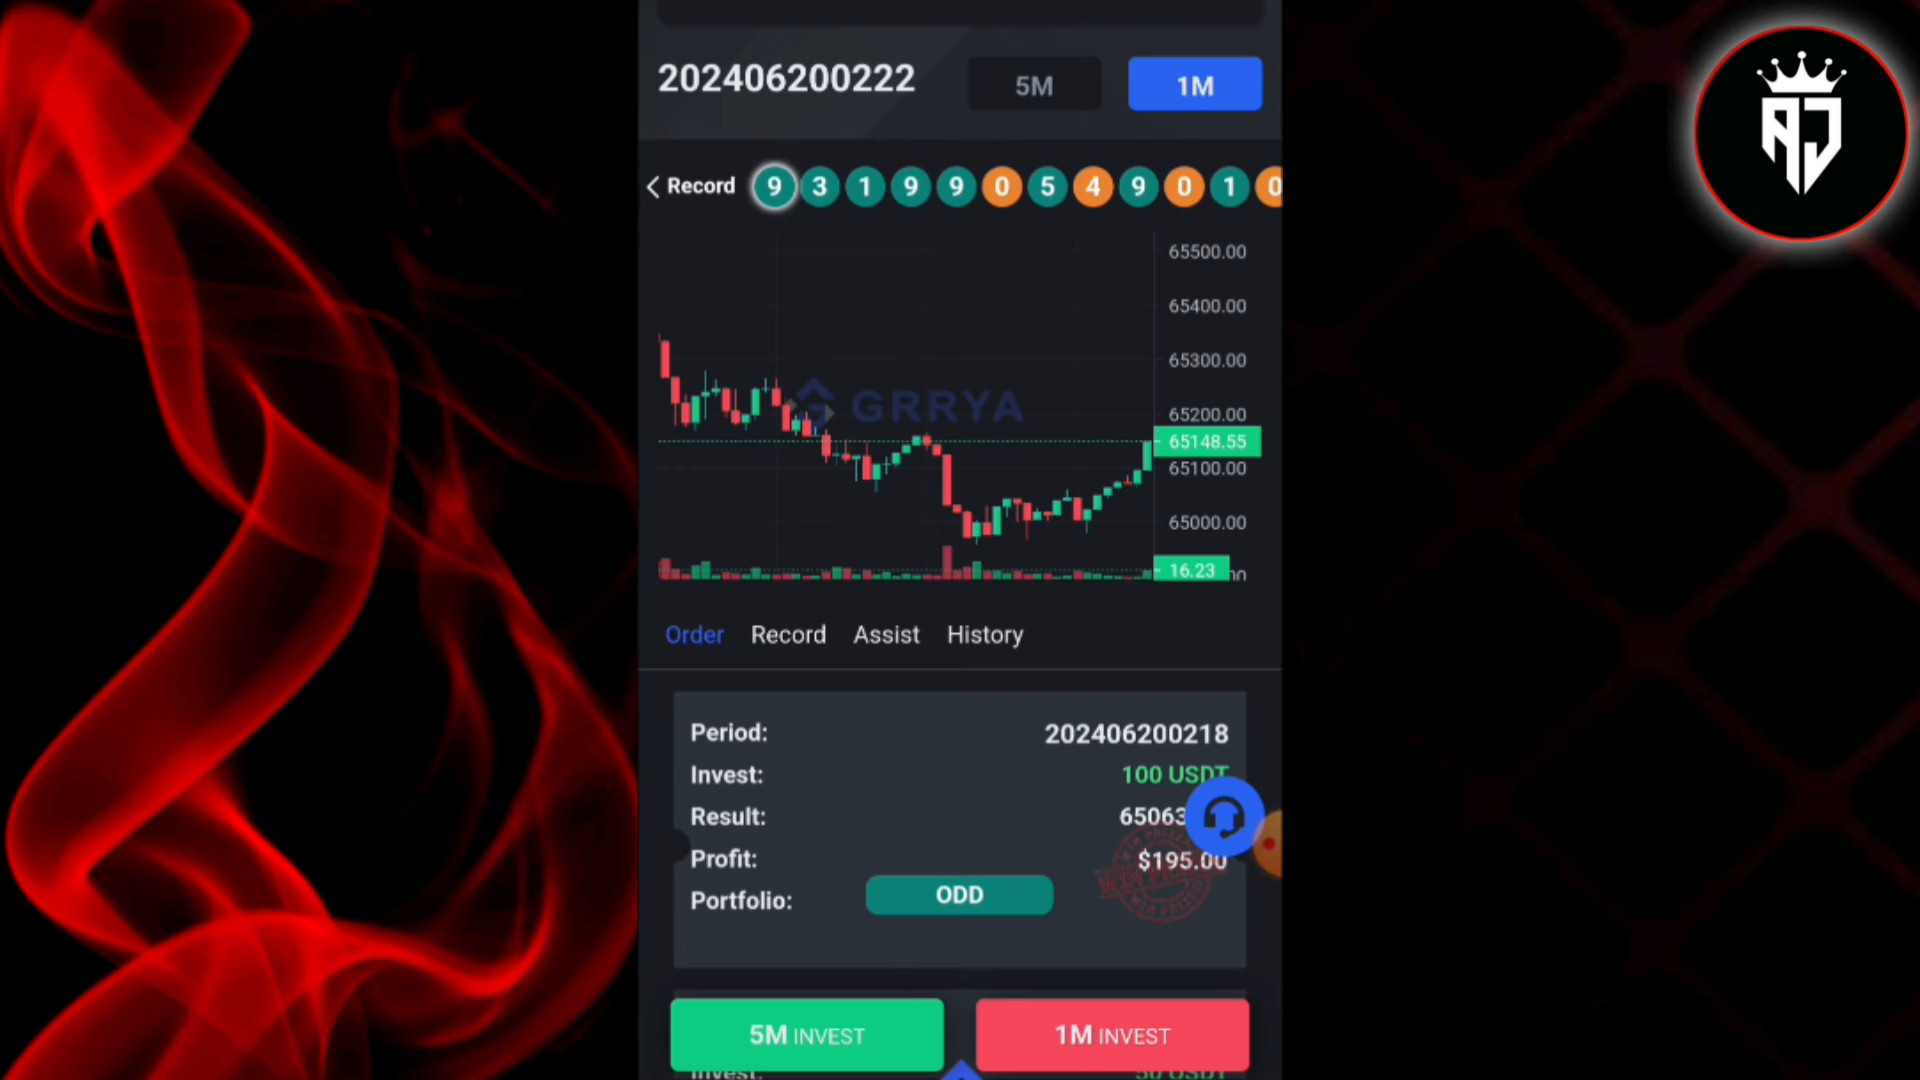 202406200222 5M 1M
Record 9 3 1 9 9 0 5 4 9 0 1 0
65500.00
65400.00
65300.00
GRRYA
65200.00
65148.55
65100.00
65000.00
16.23
Order Record Assist History
Period: 202406200218
Invest: 100 USDT
Result: 65063
Profit: $195.00
Portfolio: ODD
5M INVEST 1M INVEST
AJ